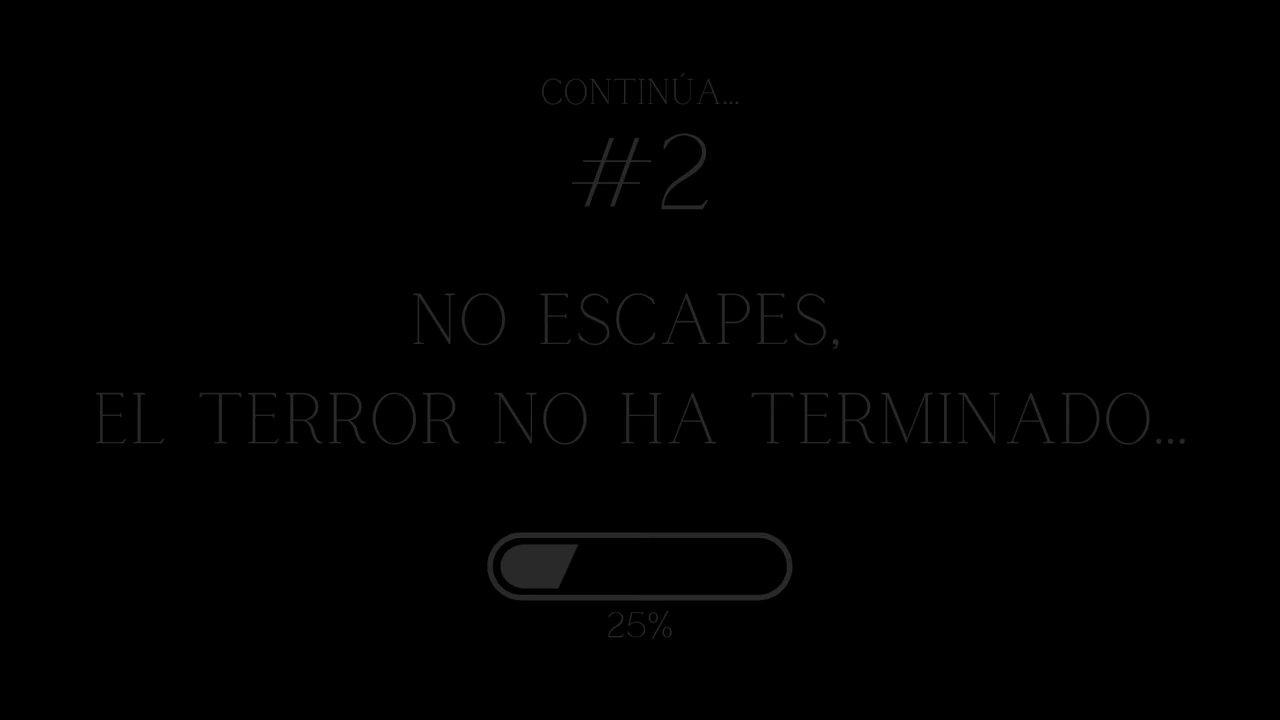 CONTINÚA...
#2
NO ESCAPES,
EL TERROR NO HA TERMINADO...
25%